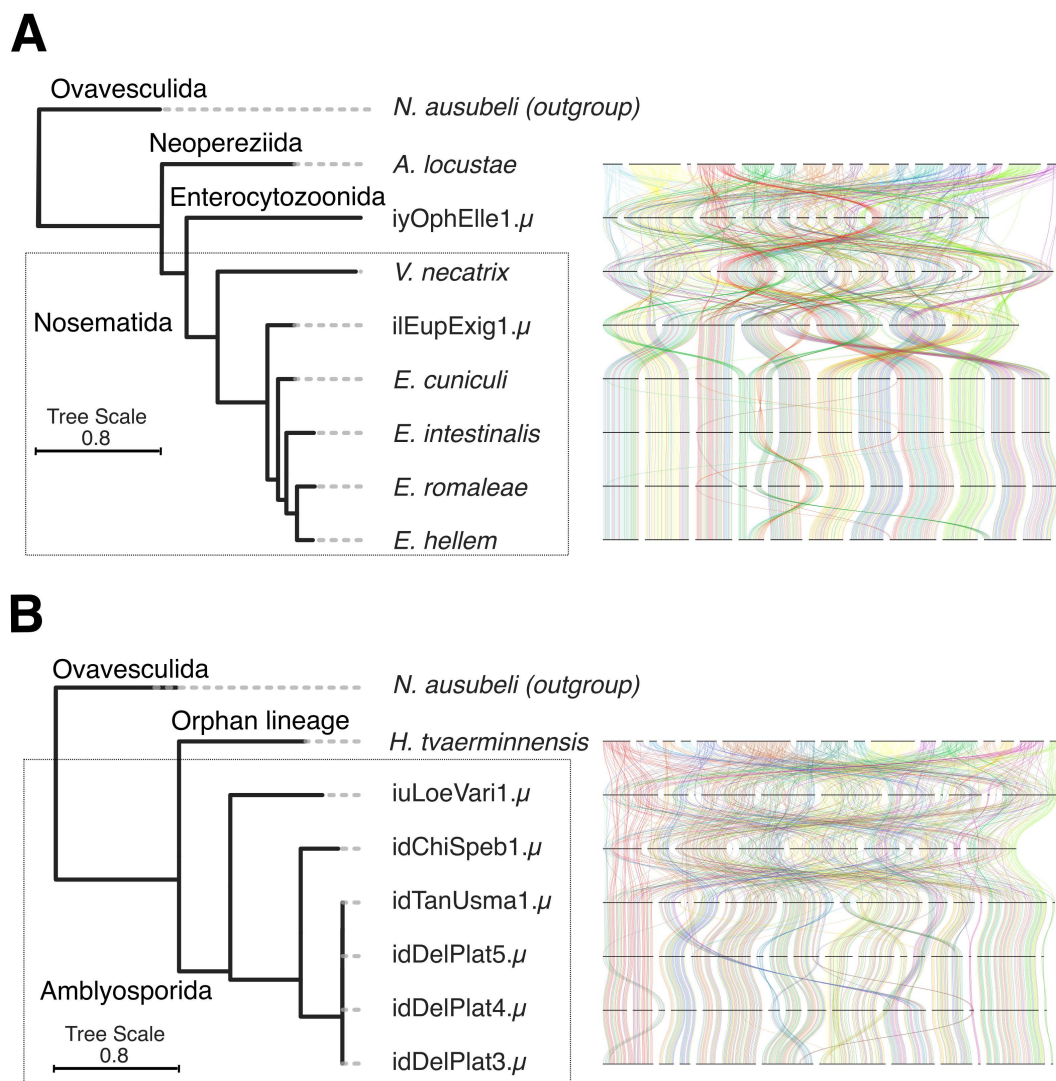 A
Ovavesculida
N. ausubeli (outgroup)
Neopereziida
A. locustae
Enterocytozoonida
iyOphElle1.μ
V. necatrix
Nosematida
ilEupExig1.μ
E. cuniculi
Tree Scale
0.8
E. intestinalis
E. romaleae
E. hellem
B
Ovavesculida
N. ausubeli (outgroup)
Orphan lineage
H. tvaerminnensis
iuLoeVari1.μ
idChiSpeb1.μ
idTanUsma1.μ
idDelPlat5.μ
Amblyosporida
idDelPlat4.μ
Tree Scale
0.8
idDelPlat3.μ